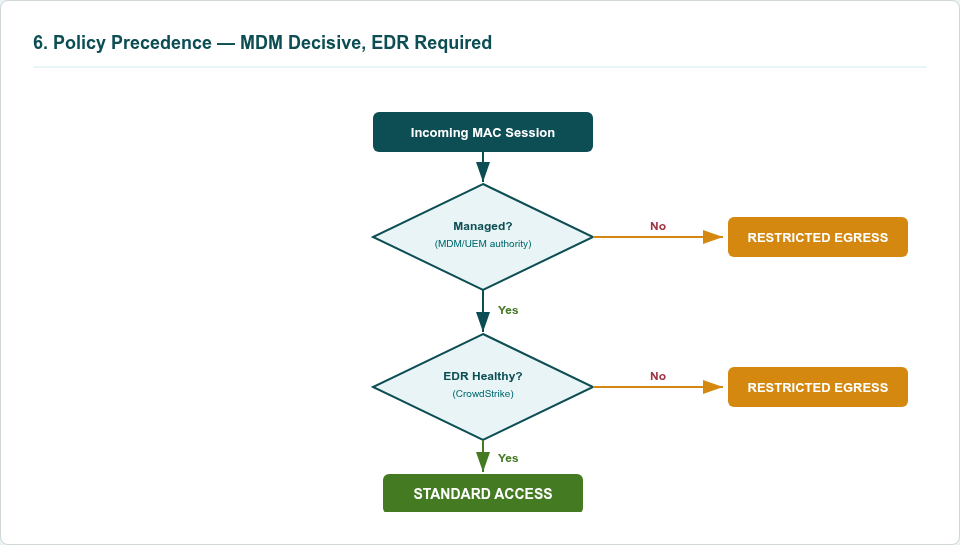 6. Policy Precedence — MDM Decisive, EDR Required
Incoming MAC Session
Managed?
(MDM/UEM authority)
No
RESTRICTED EGRESS
Yes
EDR Healthy?
(CrowdStrike)
No
RESTRICTED EGRESS
Yes
STANDARD ACCESS